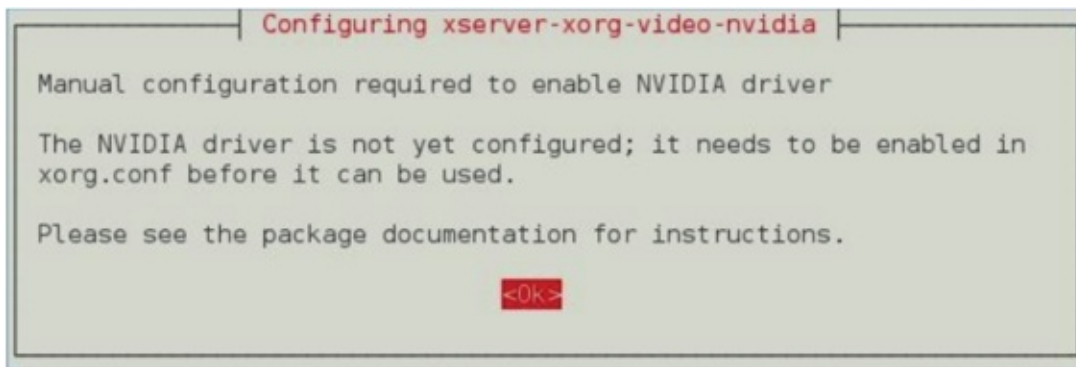 Configuring xserver-xorg-video-nvidia
Manual configuration required to enable NVIDIA driver
The NVIDIA driver is not yet configured; it needs to be enabled in
xorg.conf before it can be used.
Please see the package documentation for instructions.
<Ok>